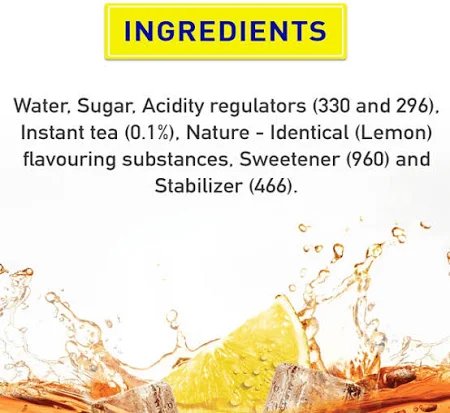 INGREDIENTS
Water, Sugar, Acidity regulators (330 and 296),
Instant tea (0.1%), Nature - Identical (Lemon)
flavouring substances, Sweetener (960) and
Stabilizer (466).